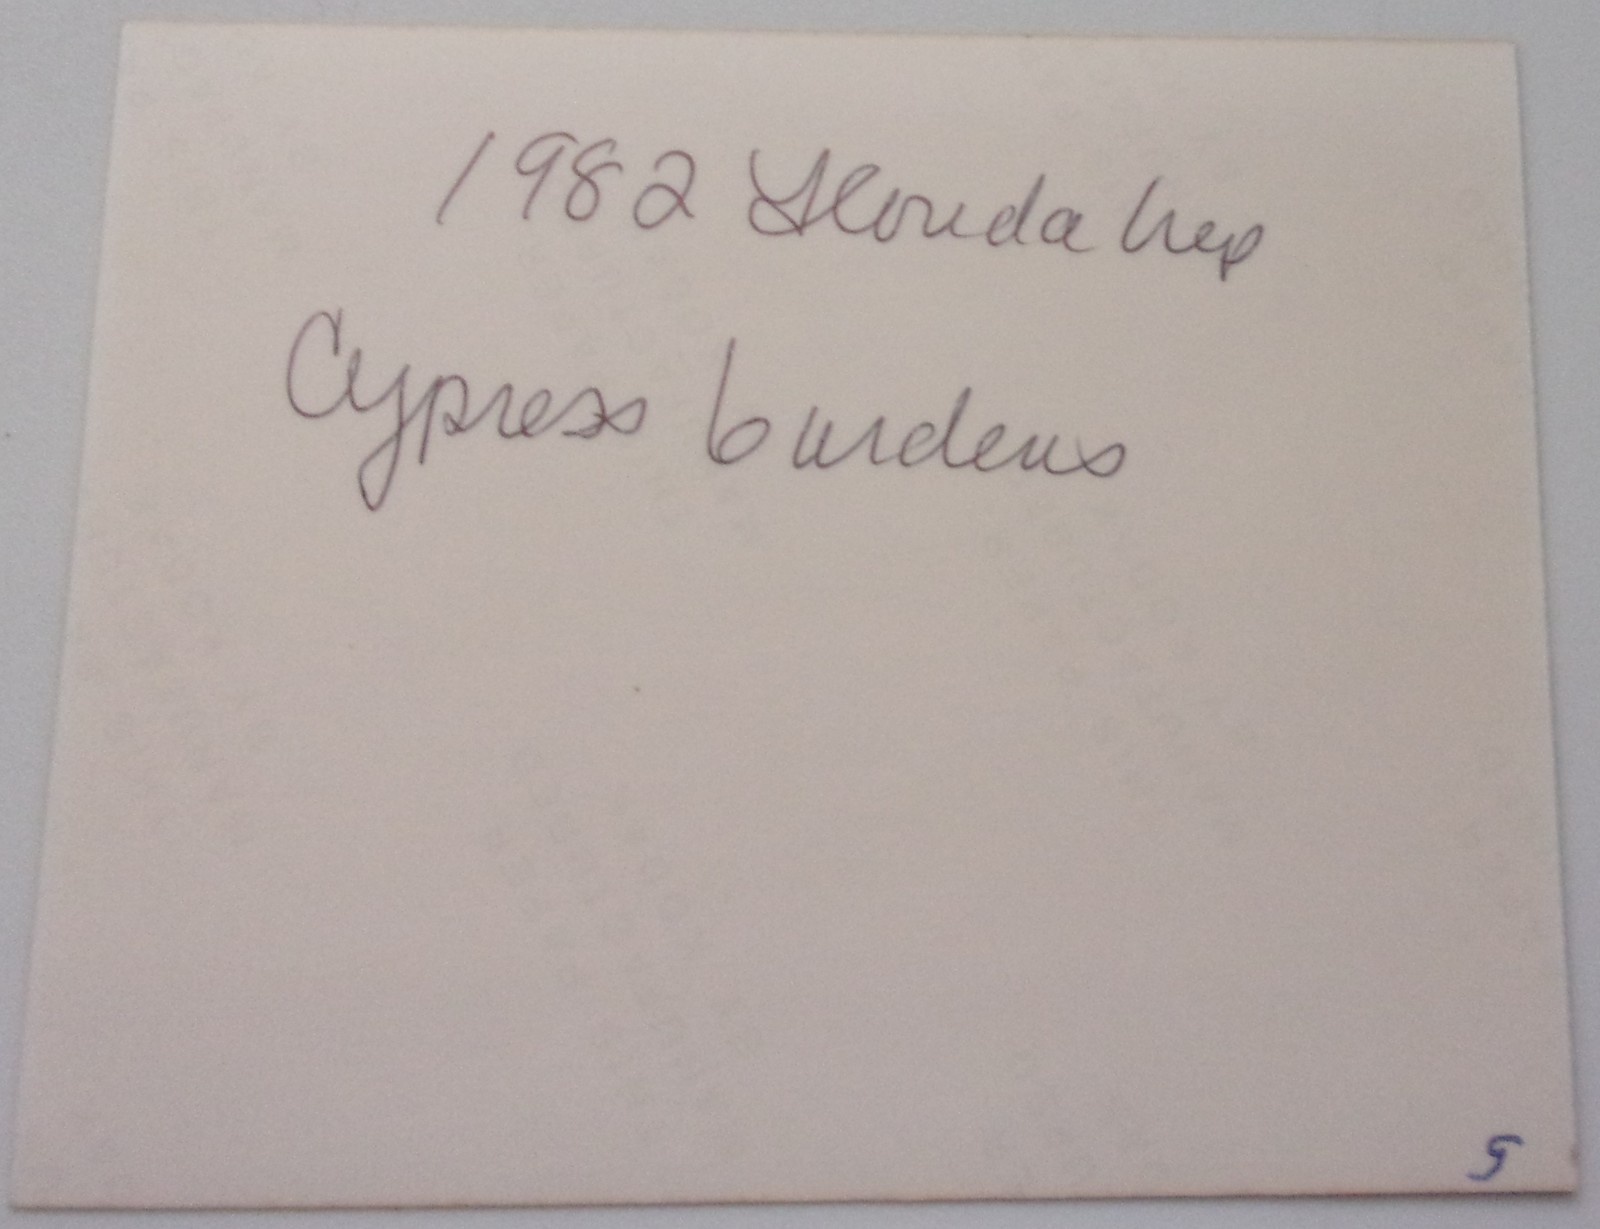 1982 Florida trip
Cypress Gardens
5